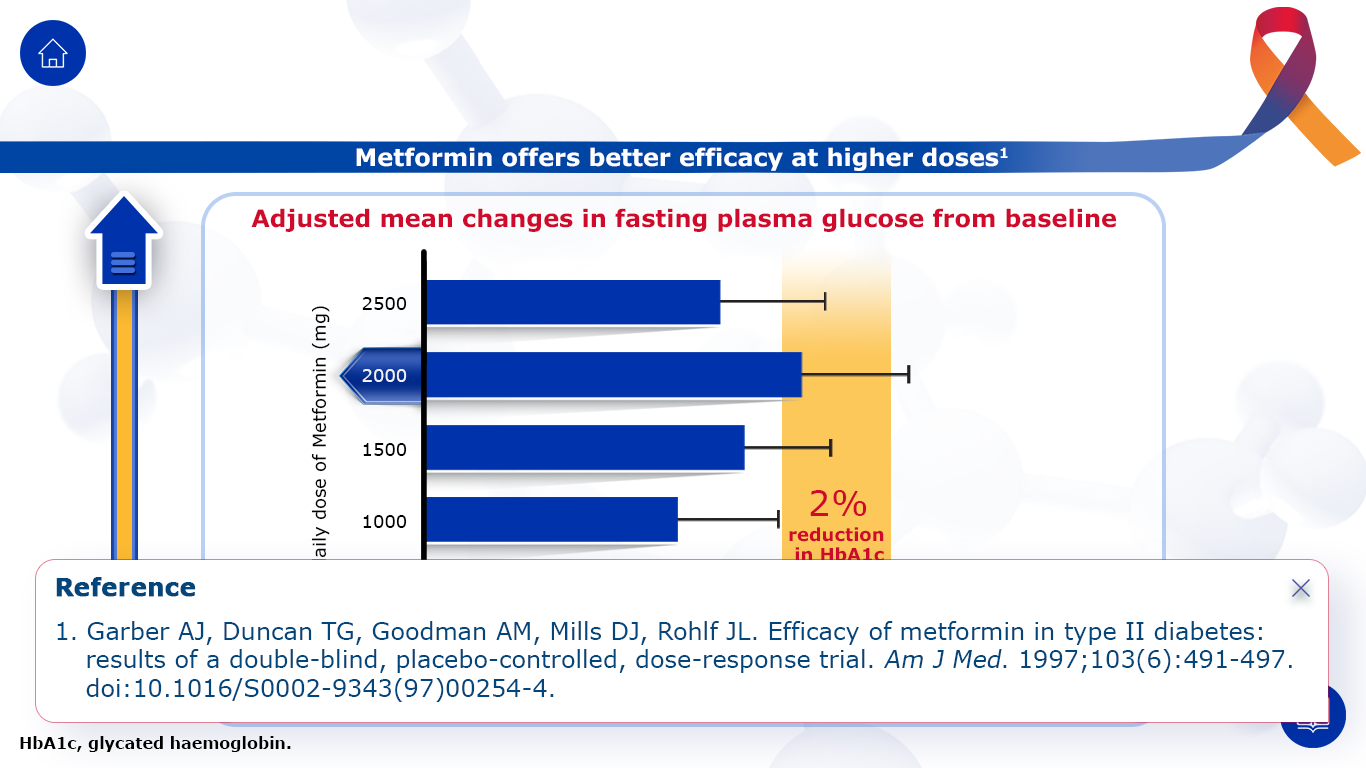 Metformin offers better efficacy at higher doses¹
Adjusted mean changes in fasting plasma glucose from baseline
2500
2000
1500
1000
dose of Metformin (mg)
2%
reduction
in HbA1c
Reference
1. Garber AJ, Duncan TG, Goodman AM, Mills DJ, Rohlf JL. Efficacy of metformin in type II diabetes:
results of a double-blind, placebo-controlled, dose-response trial. Am J Med. 1997;103(6):491-497.
doi:10.1016/S0002-9343(97)00254-4.
HbA1c, glycated haemoglobin.